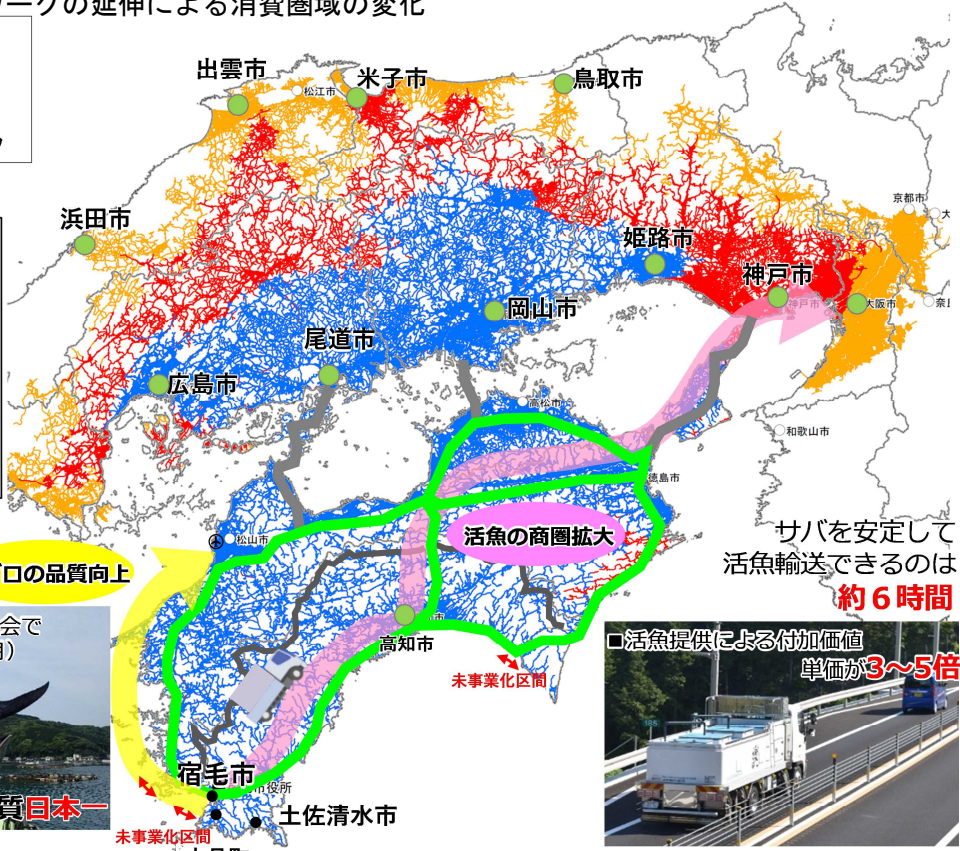 ワークの延伸による消費圏域の変化
出雲市
松江市
米子市
鳥取市
浜田市
京都市
姫路市
神戸市
神戸市
大阪市
岡山市
尾道市
広島市
高松市
和歌山市
徳島市
松山市
活魚の商圏拡大
サバを安定して
活魚輸送できるのは
約6時間
ロの品質向上
会で
高知市
未事業化区間
■活魚提供による付加価値
単価が3~5倍
宿毛市
市役所
土佐清水市
質日本一
未事業化区間